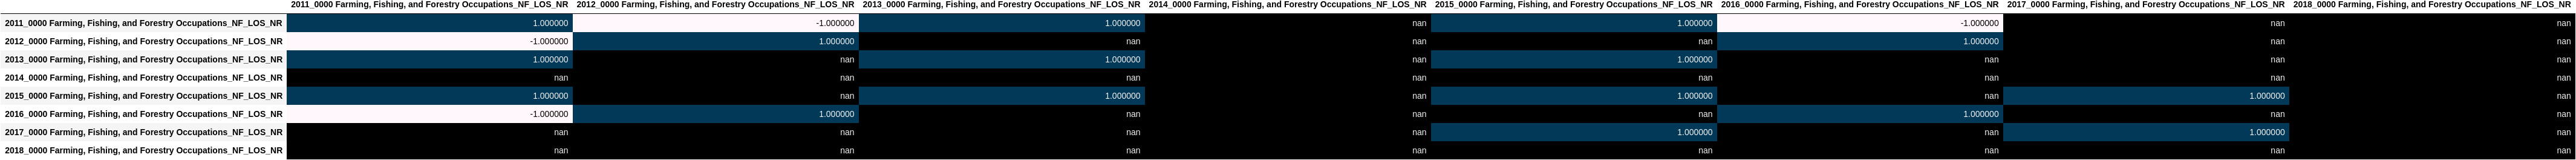 2011_0000 Farming, Fishing, and Forestry Occupations_NF_LOS_NR 2012_0000 Farming, Fishing, and Forestry Occupations_NF_LOS_NR 2013_0000 Farming, Fishing, and Forestry Occupations_NF_LOS_NR 2014_0000 Farming, Fishing, and Forestry Occupations_NF_LOS_NR 2015_0000 Farming, Fishing, and Forestry Occupations_NF_LOS_NR 2016_0000 Farming, Fishing, and Forestry Occupations_NF_LOS_NR 2017_0000 Farming, Fishing, and Forestry Occupations_NF_LOS_NR 2018_0000 Farming, Fishing, and Forestry Occupations_NF_LOS_NR
2011_0000 Farming, Fishing, and Forestry Occupations_NF_LOS_NR 1.000000 -1.000000 1.000000 nan 1.000000 -1.000000 nan nan
2012_0000 Farming, Fishing, and Forestry Occupations_NF_LOS_NR -1.000000 1.000000 nan nan nan 1.000000 nan nan
2013_0000 Farming, Fishing, and Forestry Occupations_NF_LOS_NR 1.000000 nan 1.000000 nan 1.000000 nan nan nan
2014_0000 Farming, Fishing, and Forestry Occupations_NF_LOS_NR nan nan nan nan nan nan nan nan
2015_0000 Farming, Fishing, and Forestry Occupations_NF_LOS_NR 1.000000 nan 1.000000 nan 1.000000 nan 1.000000 nan
2016_0000 Farming, Fishing, and Forestry Occupations_NF_LOS_NR -1.000000 1.000000 nan nan nan 1.000000 nan nan
2017_0000 Farming, Fishing, and Forestry Occupations_NF_LOS_NR nan nan nan nan 1.000000 nan 1.000000 nan
2018_0000 Farming, Fishing, and Forestry Occupations_NF_LOS_NR nan nan nan nan nan nan nan nan